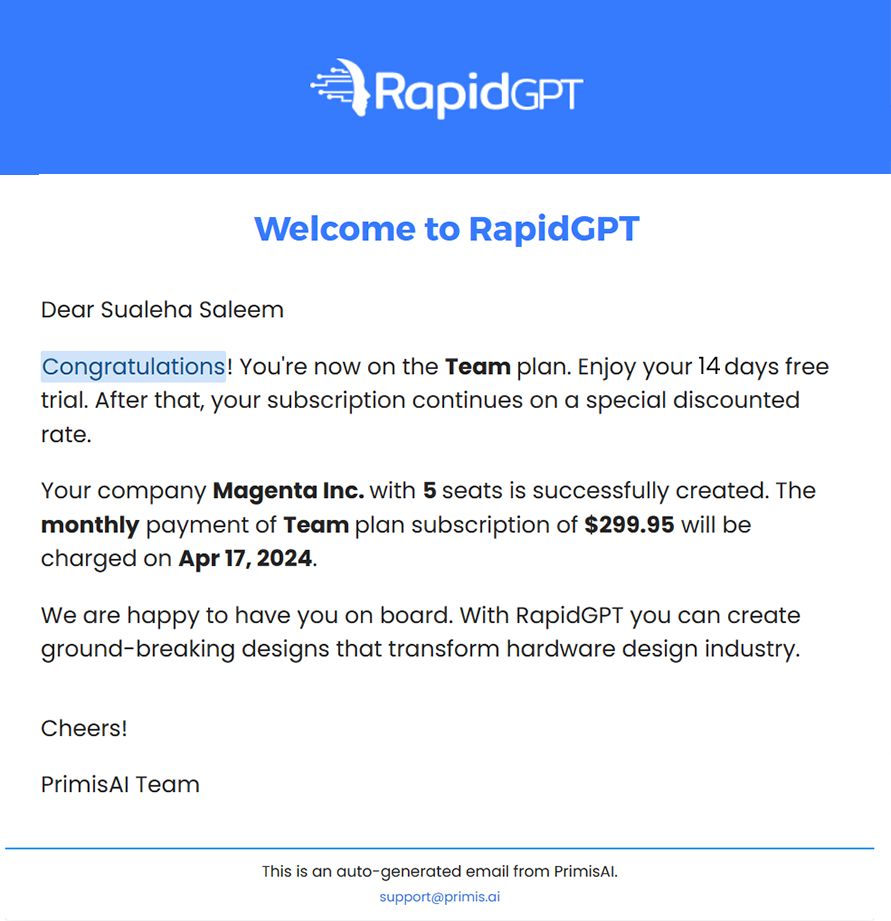 RapidGPT
Welcome to RapidGPT
Dear Sualeha Saleem
Congratulations! You're now on the Team plan. Enjoy your 14 days free
trial. After that, your subscription continues on a special discounted
rate.
Your company Magenta Inc. with 5 seats is successfully created. The
monthly payment of Team plan subscription of $299.95 will be
charged on Apr 17, 2024.
We are happy to have you on board. With RapidGPT you can create
ground-breaking designs that transform hardware design industry.
Cheers!
PrimisAI Team
This is an auto-generated email from PrimisAI.
support@primis.ai